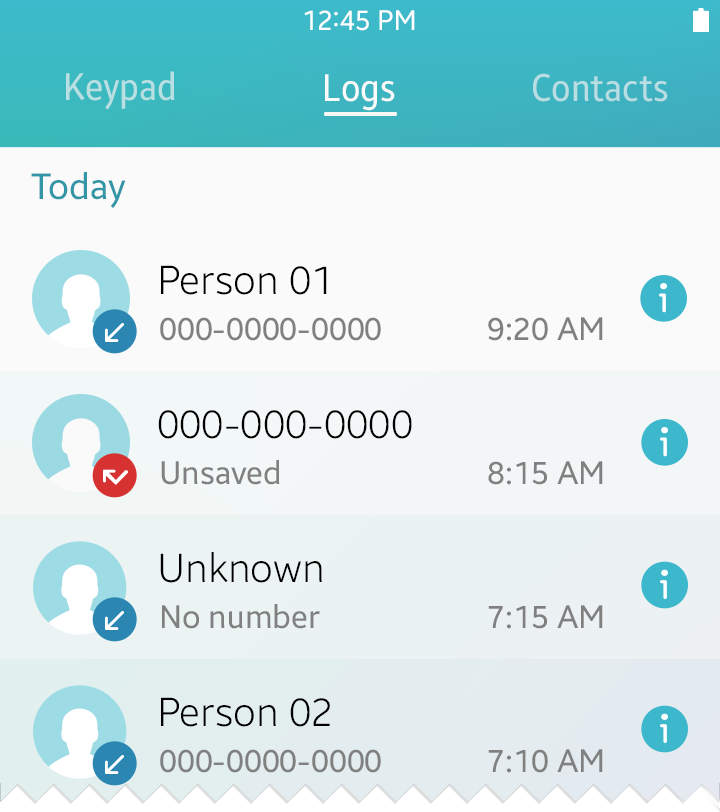 12:45 PM
Keypad Logs Contacts
Today
Person 01
000-0000-0000 9:20 AM
000-000-0000
Unsaved 8:15 AM
Unknown
No number 7:15 AM
Person 02
000-0000-0000 7:10 AM